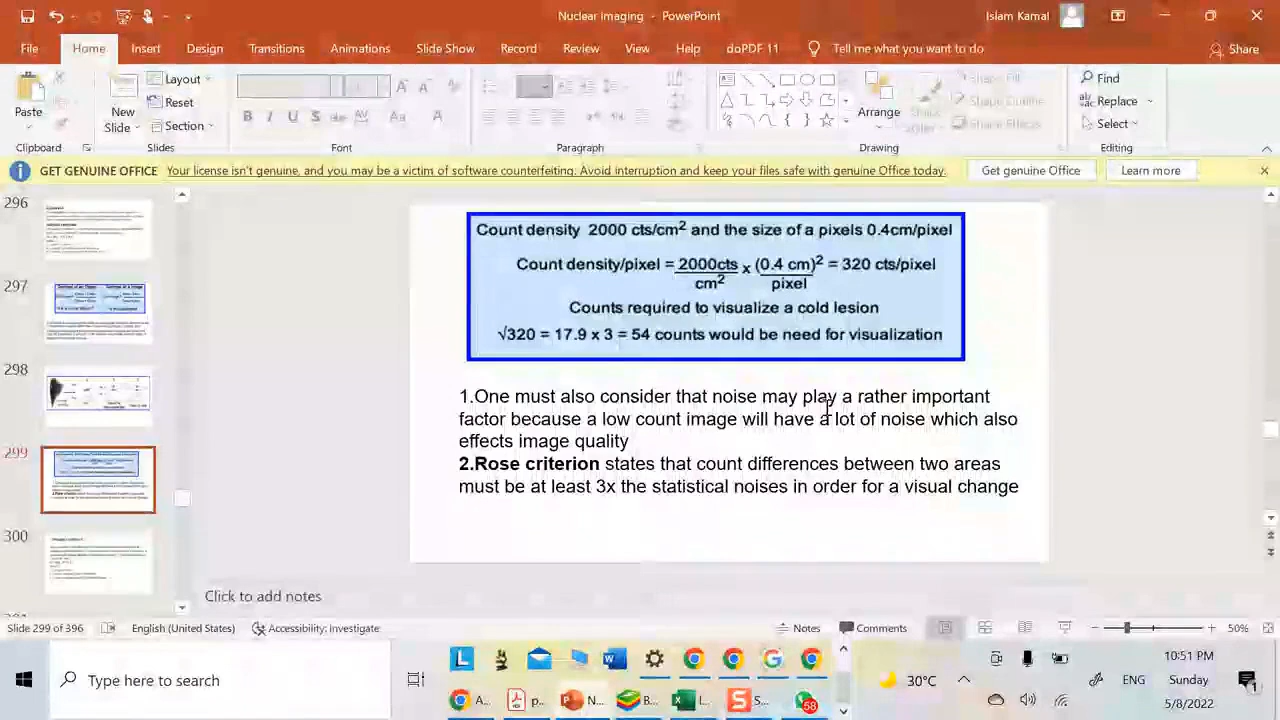 Nuclear Imaging - PowerPoint
Islam Kamal
File Home Insert Design Transitions Animations Slide Show Record Review View Help doPDF 11 Tell me what you want to do Share
Paste
New Slide
Layout
Reset
Section
B I U S
Arrange
Find
Replace
Select
Clipboard Slides Font Paragraph Drawing Editing
GET GENUINE OFFICE Your license isn't genuine, and you may be a victim of software counterfeiting. Avoid interruption and keep your files safe with genuine Office today. Get genuine Office Learn more
296
297
298
299
300
Count density 2000 cts/cm² and the size of a pixels 0.4cm/pixel
Count density/pixel = 2000cts x (0.4 cm)² = 320 cts/pixel
cm² pixel
Counts required to visualize a cold lesion
√320 = 17.9 x 3 = 54 counts would be need for visualization
1.One must also consider that noise may play a rather important
factor because a low count image will have a lot of noise which also
effects image quality
2.Rose criterion states that count differences between two areas
must be at least 3x the statistical noises in order for a visual change
Click to add notes
Slide 299 of 396 English (United States) Accessibility: Investigate Notes Comments 50%
Type here to search
30°C
ENG
10:51 PM
Sunday
5/8/2022
A...
p...
N...
B...
L...
S...
58
1